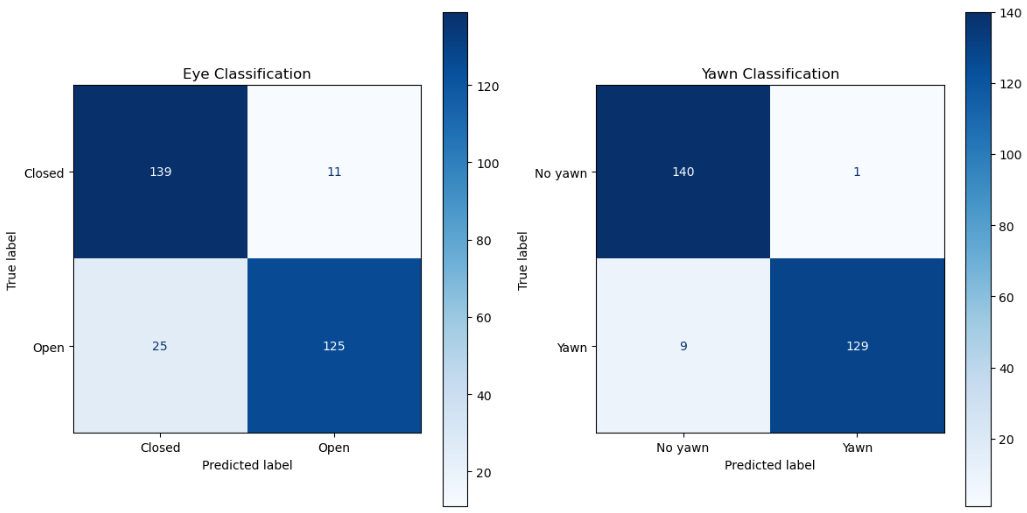 Eye Classification
True label
Closed
139
11
Open
25
125
Closed
Open
Predicted label
120
100
80
60
40
20
Yawn Classification
True label
No yawn
140
1
Yawn
9
129
No yawn
Yawn
Predicted label
140
120
100
80
60
40
20